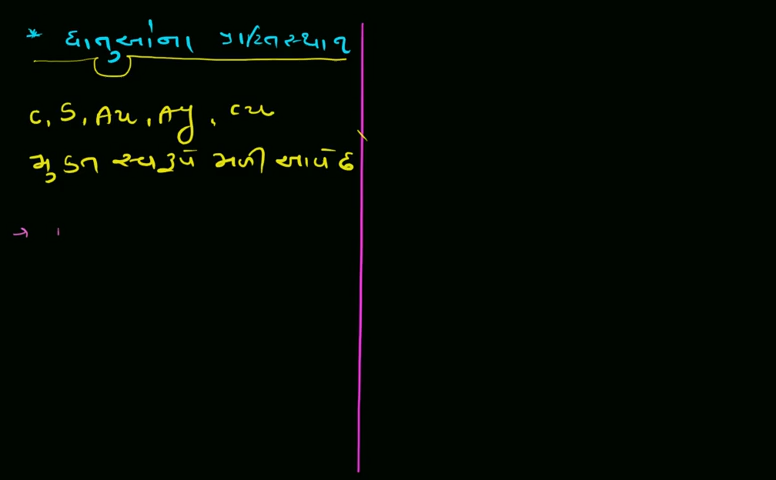 * ધાતુઓના પ્રાપ્તિસ્થાન
C, S, Au, Ag, Cu
મુક્ત સ્વરૂપે મળી આવે છે
→